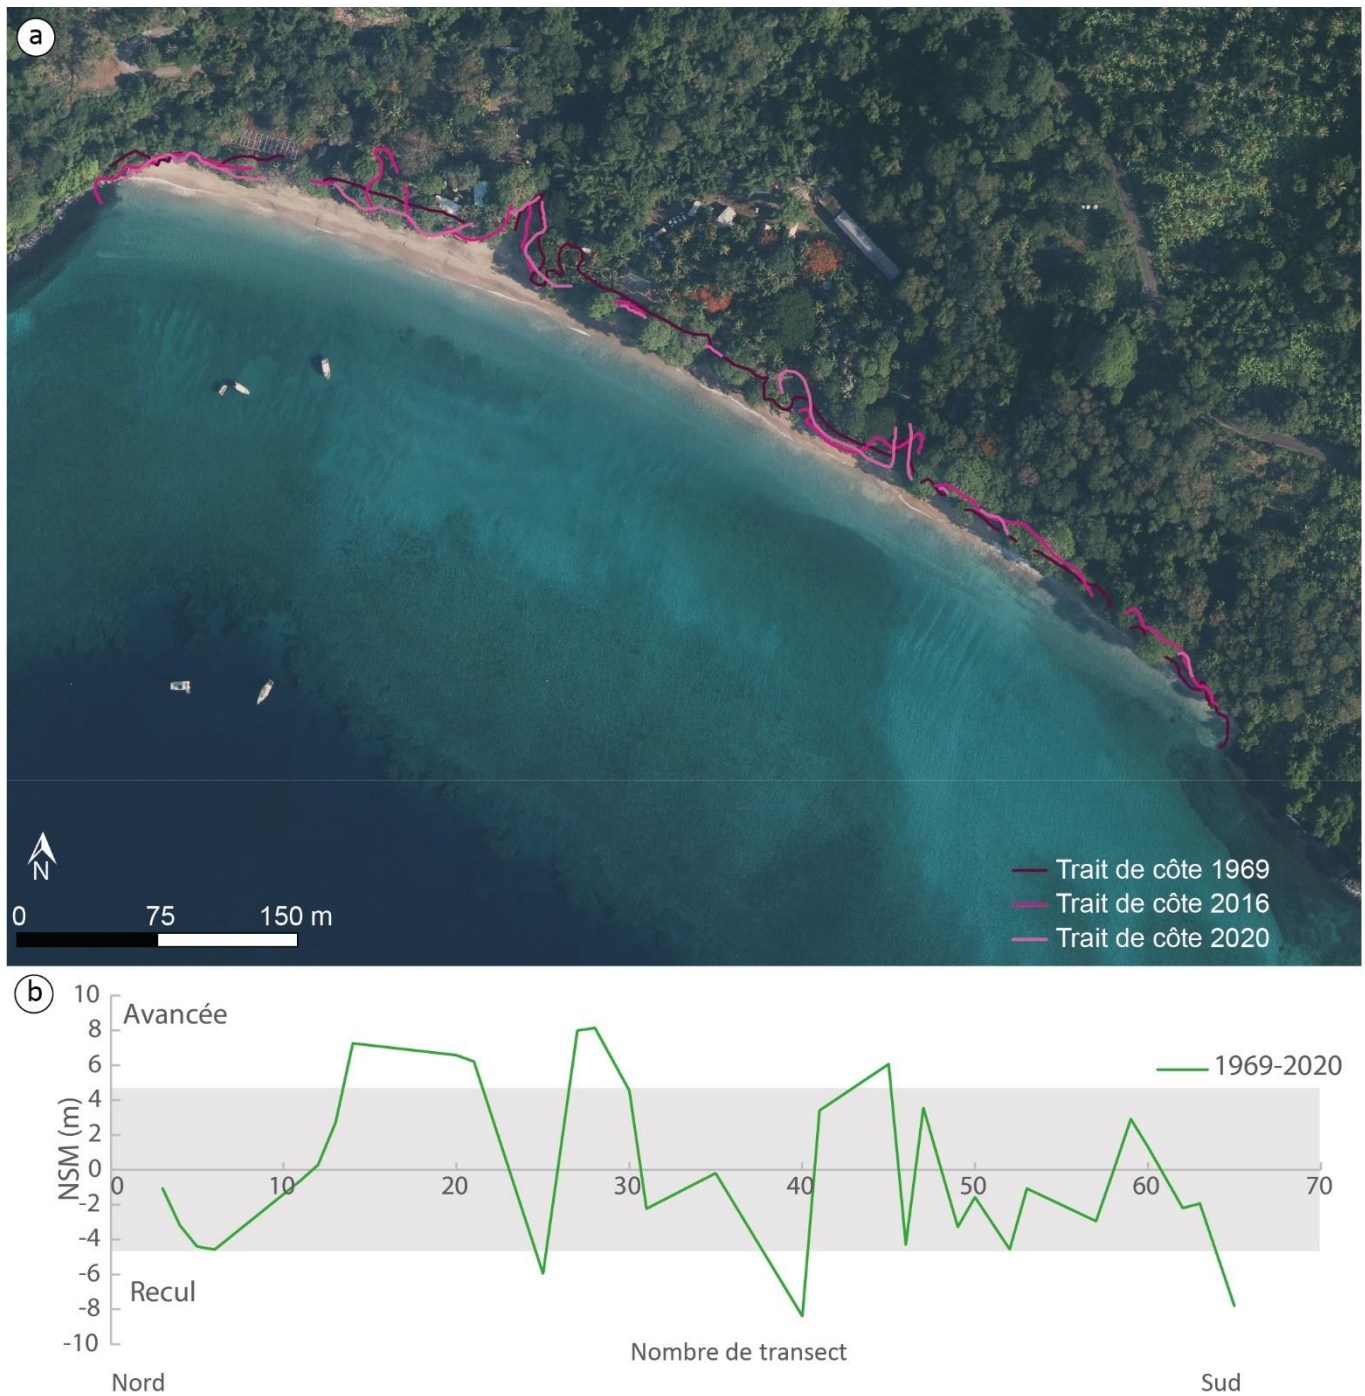 a
N
0 75 150 m
Trait de côte 1969
Trait de côte 2016
Trait de côte 2020
b
10
Avancée
8
6
1969-2020
4
2
NSM (m)
0
0 10 20 30 40 50 60 70
-2
-4
-6
Recul
-8
-10
Nombre de transect
Nord
Sud